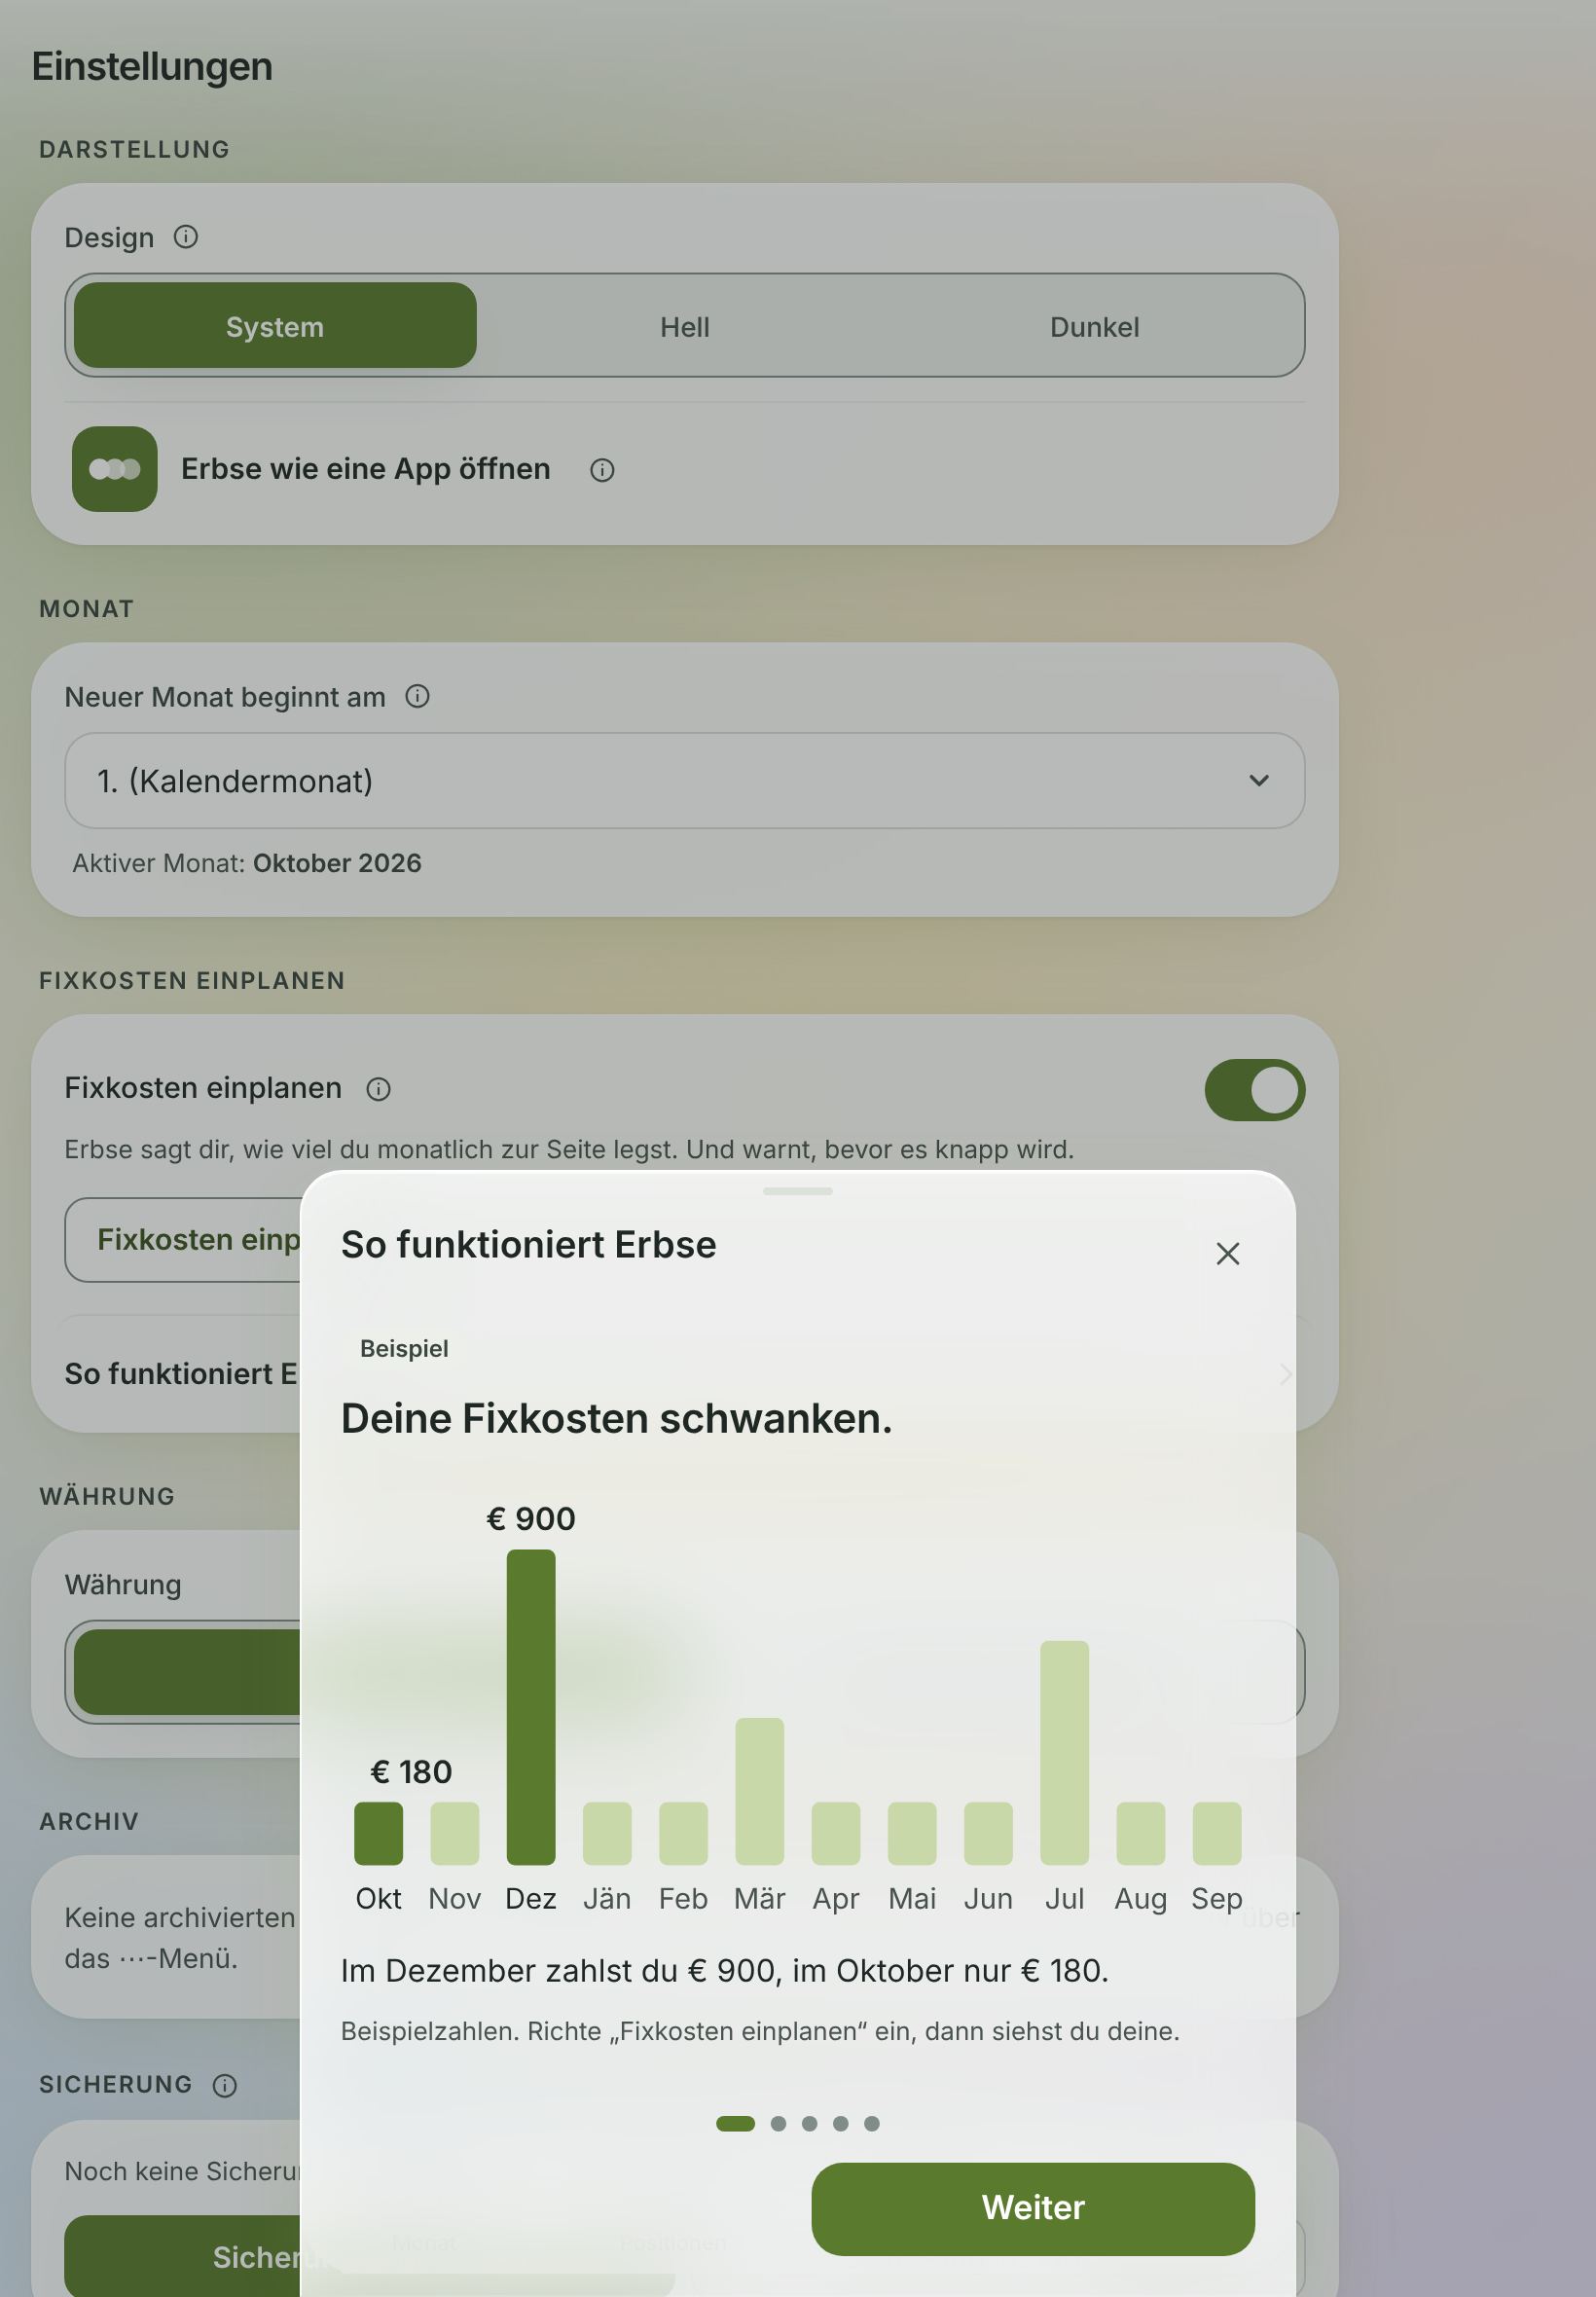 Einstellungen
DARSTELLUNG
Design
System
Hell
Dunkel
Erbse wie eine App öffnen
MONAT
Neuer Monat beginnt am
1. (Kalendermonat)
Aktiver Monat: Oktober 2026
FIXKOSTEN EINPLANEN
Fixkosten einplanen
Erbse sagt dir, wie viel du monatlich zur Seite legst. Und warnt, bevor es knapp wird.
Fixkosten einp
So funktioniert E
WÄHRUNG
Währung
ARCHIV
Keine archivierten
über
das ⋯-Menü.
SICHERUNG
Noch keine Sicheru
Sicher
So funktioniert Erbse
Beispiel
Deine Fixkosten schwanken.
€ 900
€ 180
Okt Nov Dez Jän Feb Mär Apr Mai Jun Jul Aug Sep
Im Dezember zahlst du € 900, im Oktober nur € 180.
Beispielzahlen. Richte „Fixkosten einplanen“ ein, dann siehst du deine.
Monat
Positionen
Weiter